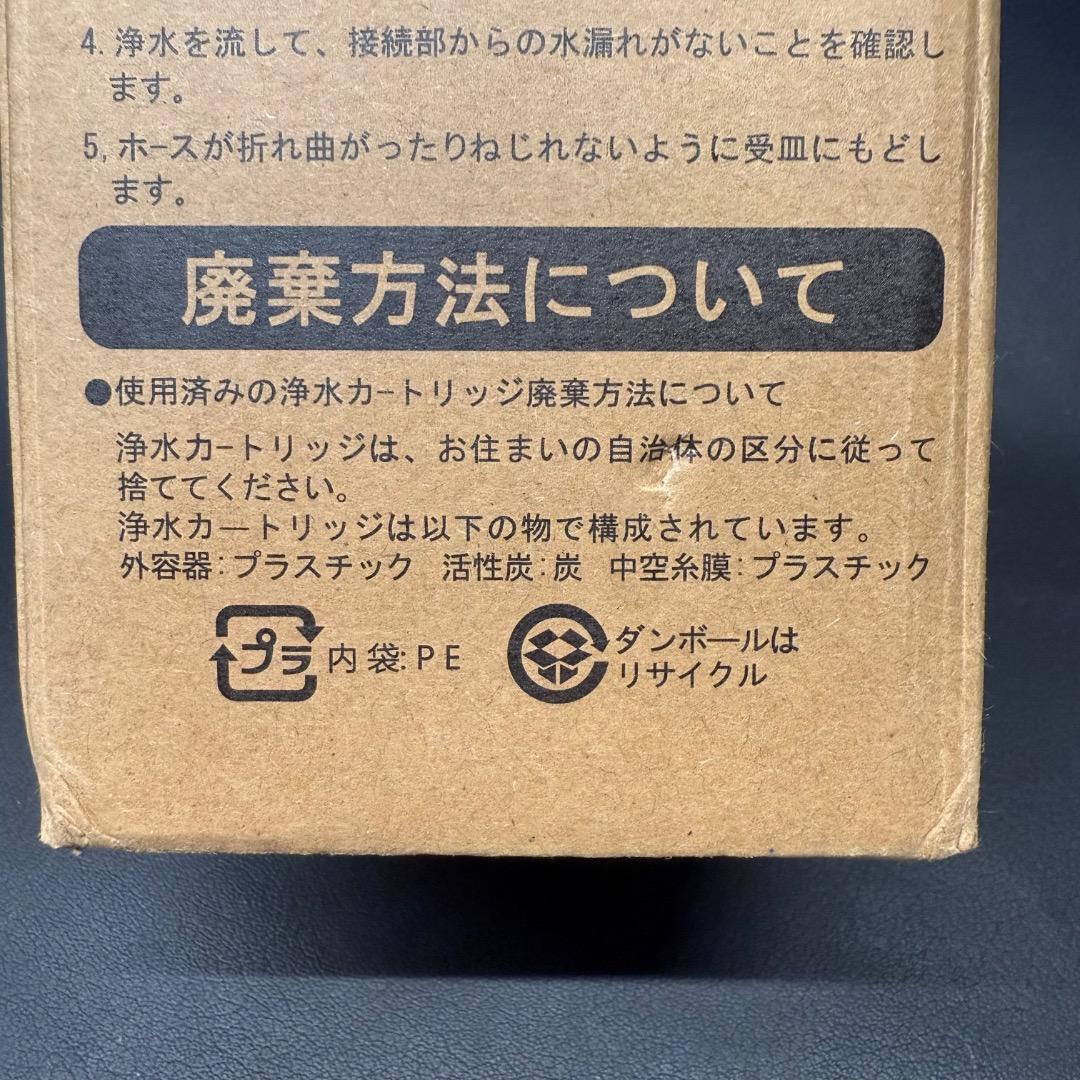 4. 浄水を流して、接続部からの水漏れがないことを確認し
ます。
5, ホースが折れ曲がったりねじれないように受皿にもどし
ます。
廃棄方法について
●使用済みの浄水カートリッジ廃棄方法について
浄水カートリッジは、お住まいの自治体の区分に従って
捨ててください。
浄水カートリッジは以下の物で構成されています。
外容器:プラスチック 活性炭:炭 中空糸膜:プラスチック
プラ 内袋:PE
ダンボールは
リサイクル